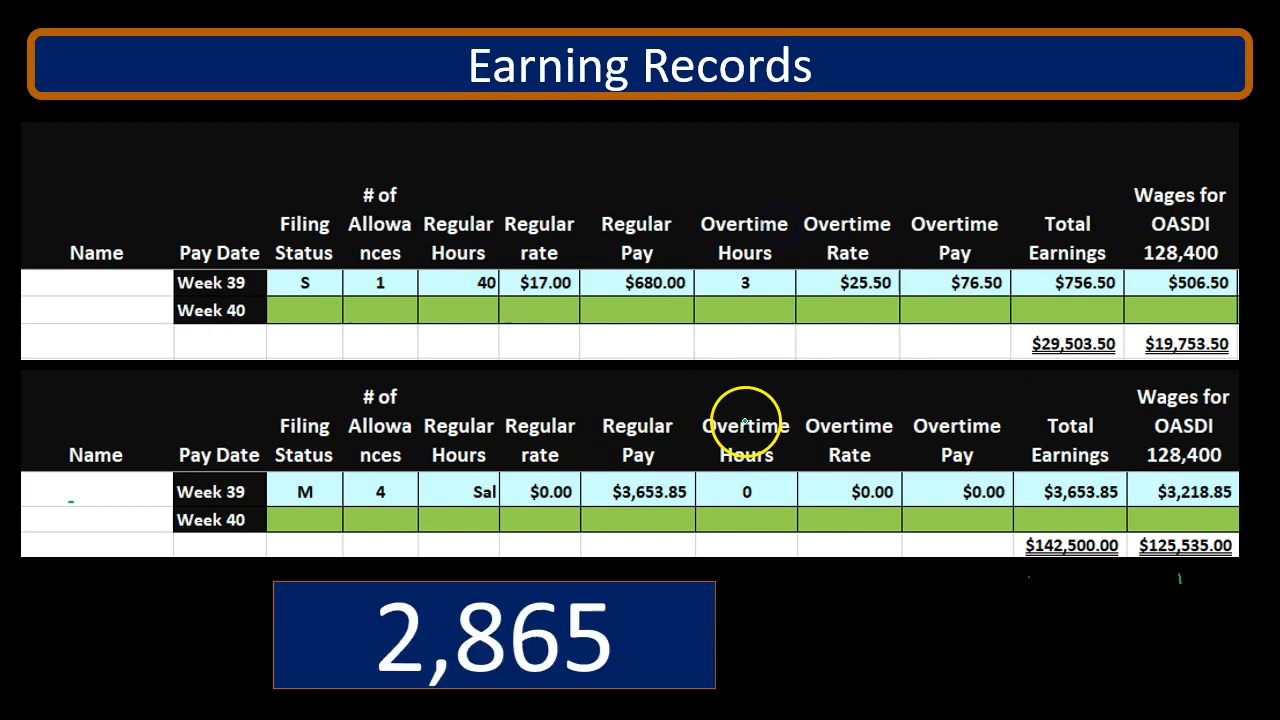 Earning Records
Wages for
# of OASDI
Filing Allowa Regular Regular Regular Overtime Overtime Overtime Total 128,400
Name Pay Date Status nces Hours rate Pay Hours Rate Pay Earnings
Week 39 S 1 40 $17.00 $680.00 3 $25.50 $76.50 $756.50 $506.50
Week 40
$29,503.50 $19,753.50
# of Wages for
Filing Allowa Regular Regular Regular Overtime Overtime Overtime Total OASDI
Name Pay Date Status nces Hours rate Pay Hours Rate Pay Earnings 128,400
Week 39 M 4 Sal $0.00 $3,653.85 0 $0.00 $0.00 $3,653.85 $3,218.85
Week 40
$142,500.00 $125,535.00
2,865